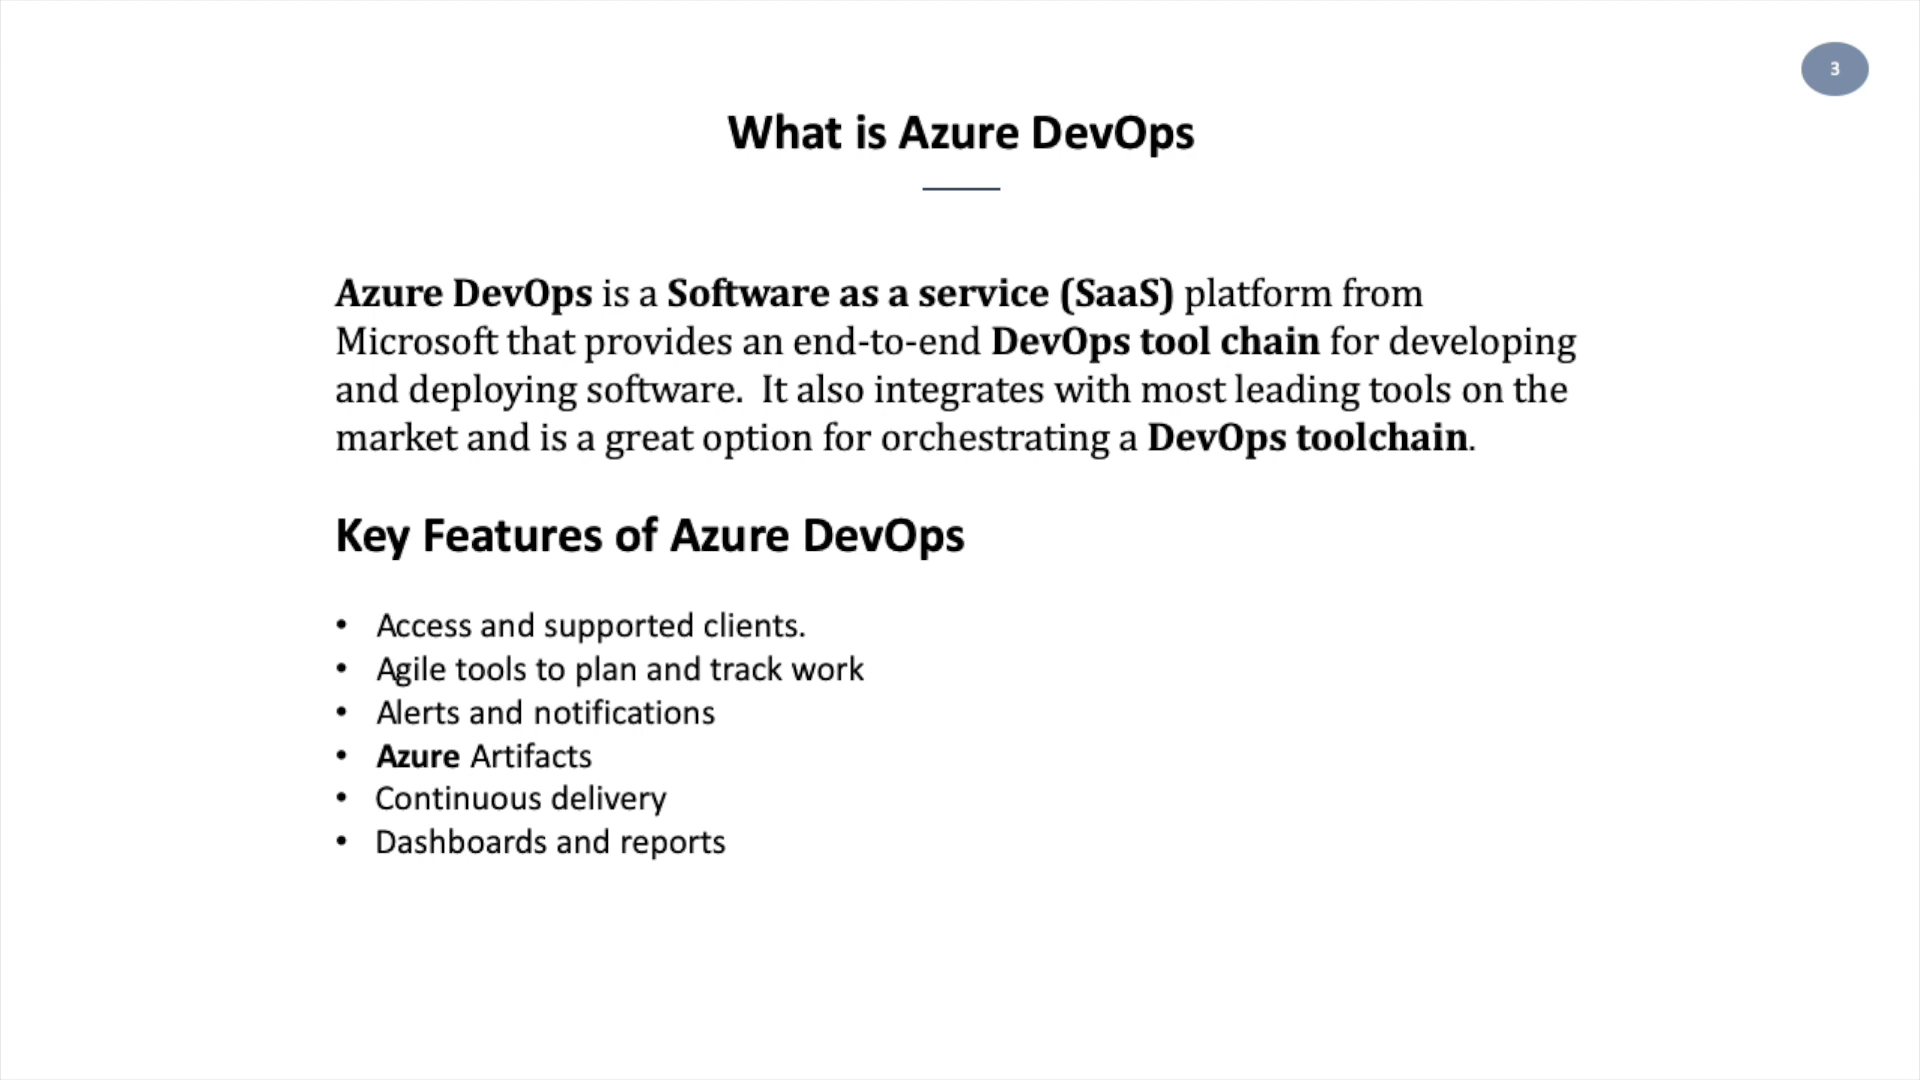 3
What is Azure DevOps
Azure DevOps is a Software as a service (SaaS) platform from
Microsoft that provides an end-to-end DevOps tool chain for developing
and deploying software.  It also integrates with most leading tools on the
market and is a great option for orchestrating a DevOps toolchain.
Key Features of Azure DevOps
• Access and supported clients.
• Agile tools to plan and track work
• Alerts and notifications
• Azure Artifacts
• Continuous delivery
• Dashboards and reports